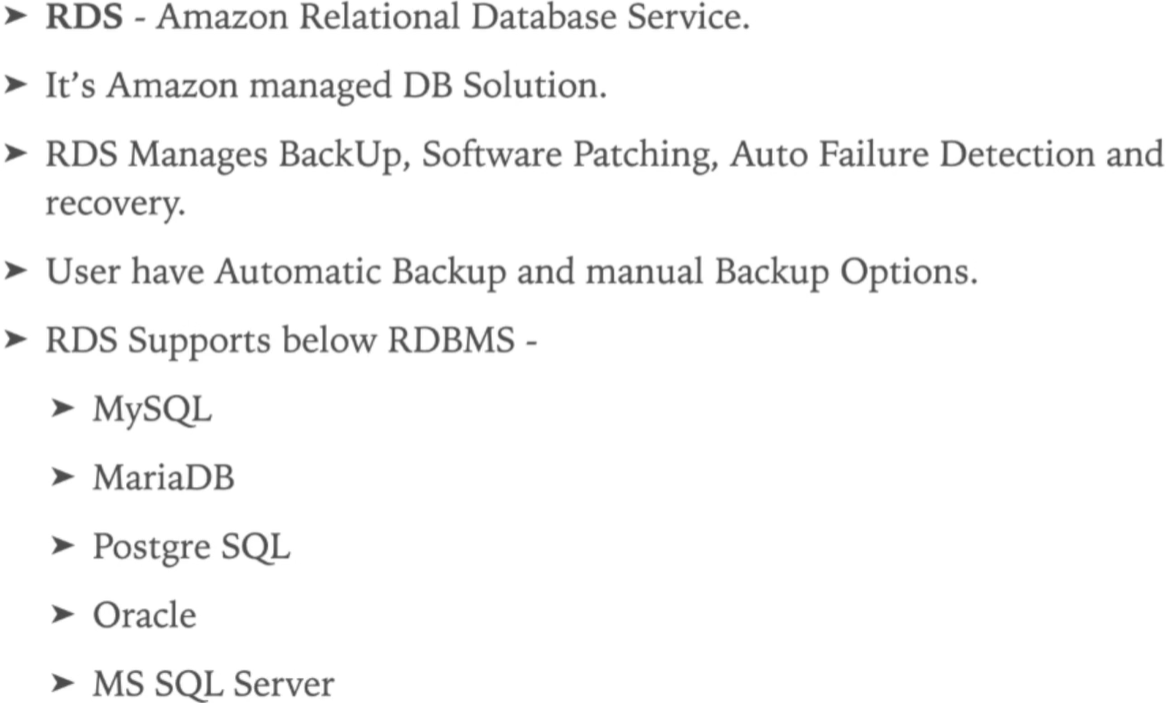 ➤ RDS - Amazon Relational Database Service.
➤ It's Amazon managed DB Solution.
➤ RDS Manages BackUp, Software Patching, Auto Failure Detection and
recovery.
➤ User have Automatic Backup and manual Backup Options.
➤ RDS Supports below RDBMS -
➤ MySQL
➤ MariaDB
➤ Postgre SQL
➤ Oracle
➤ MS SQL Server